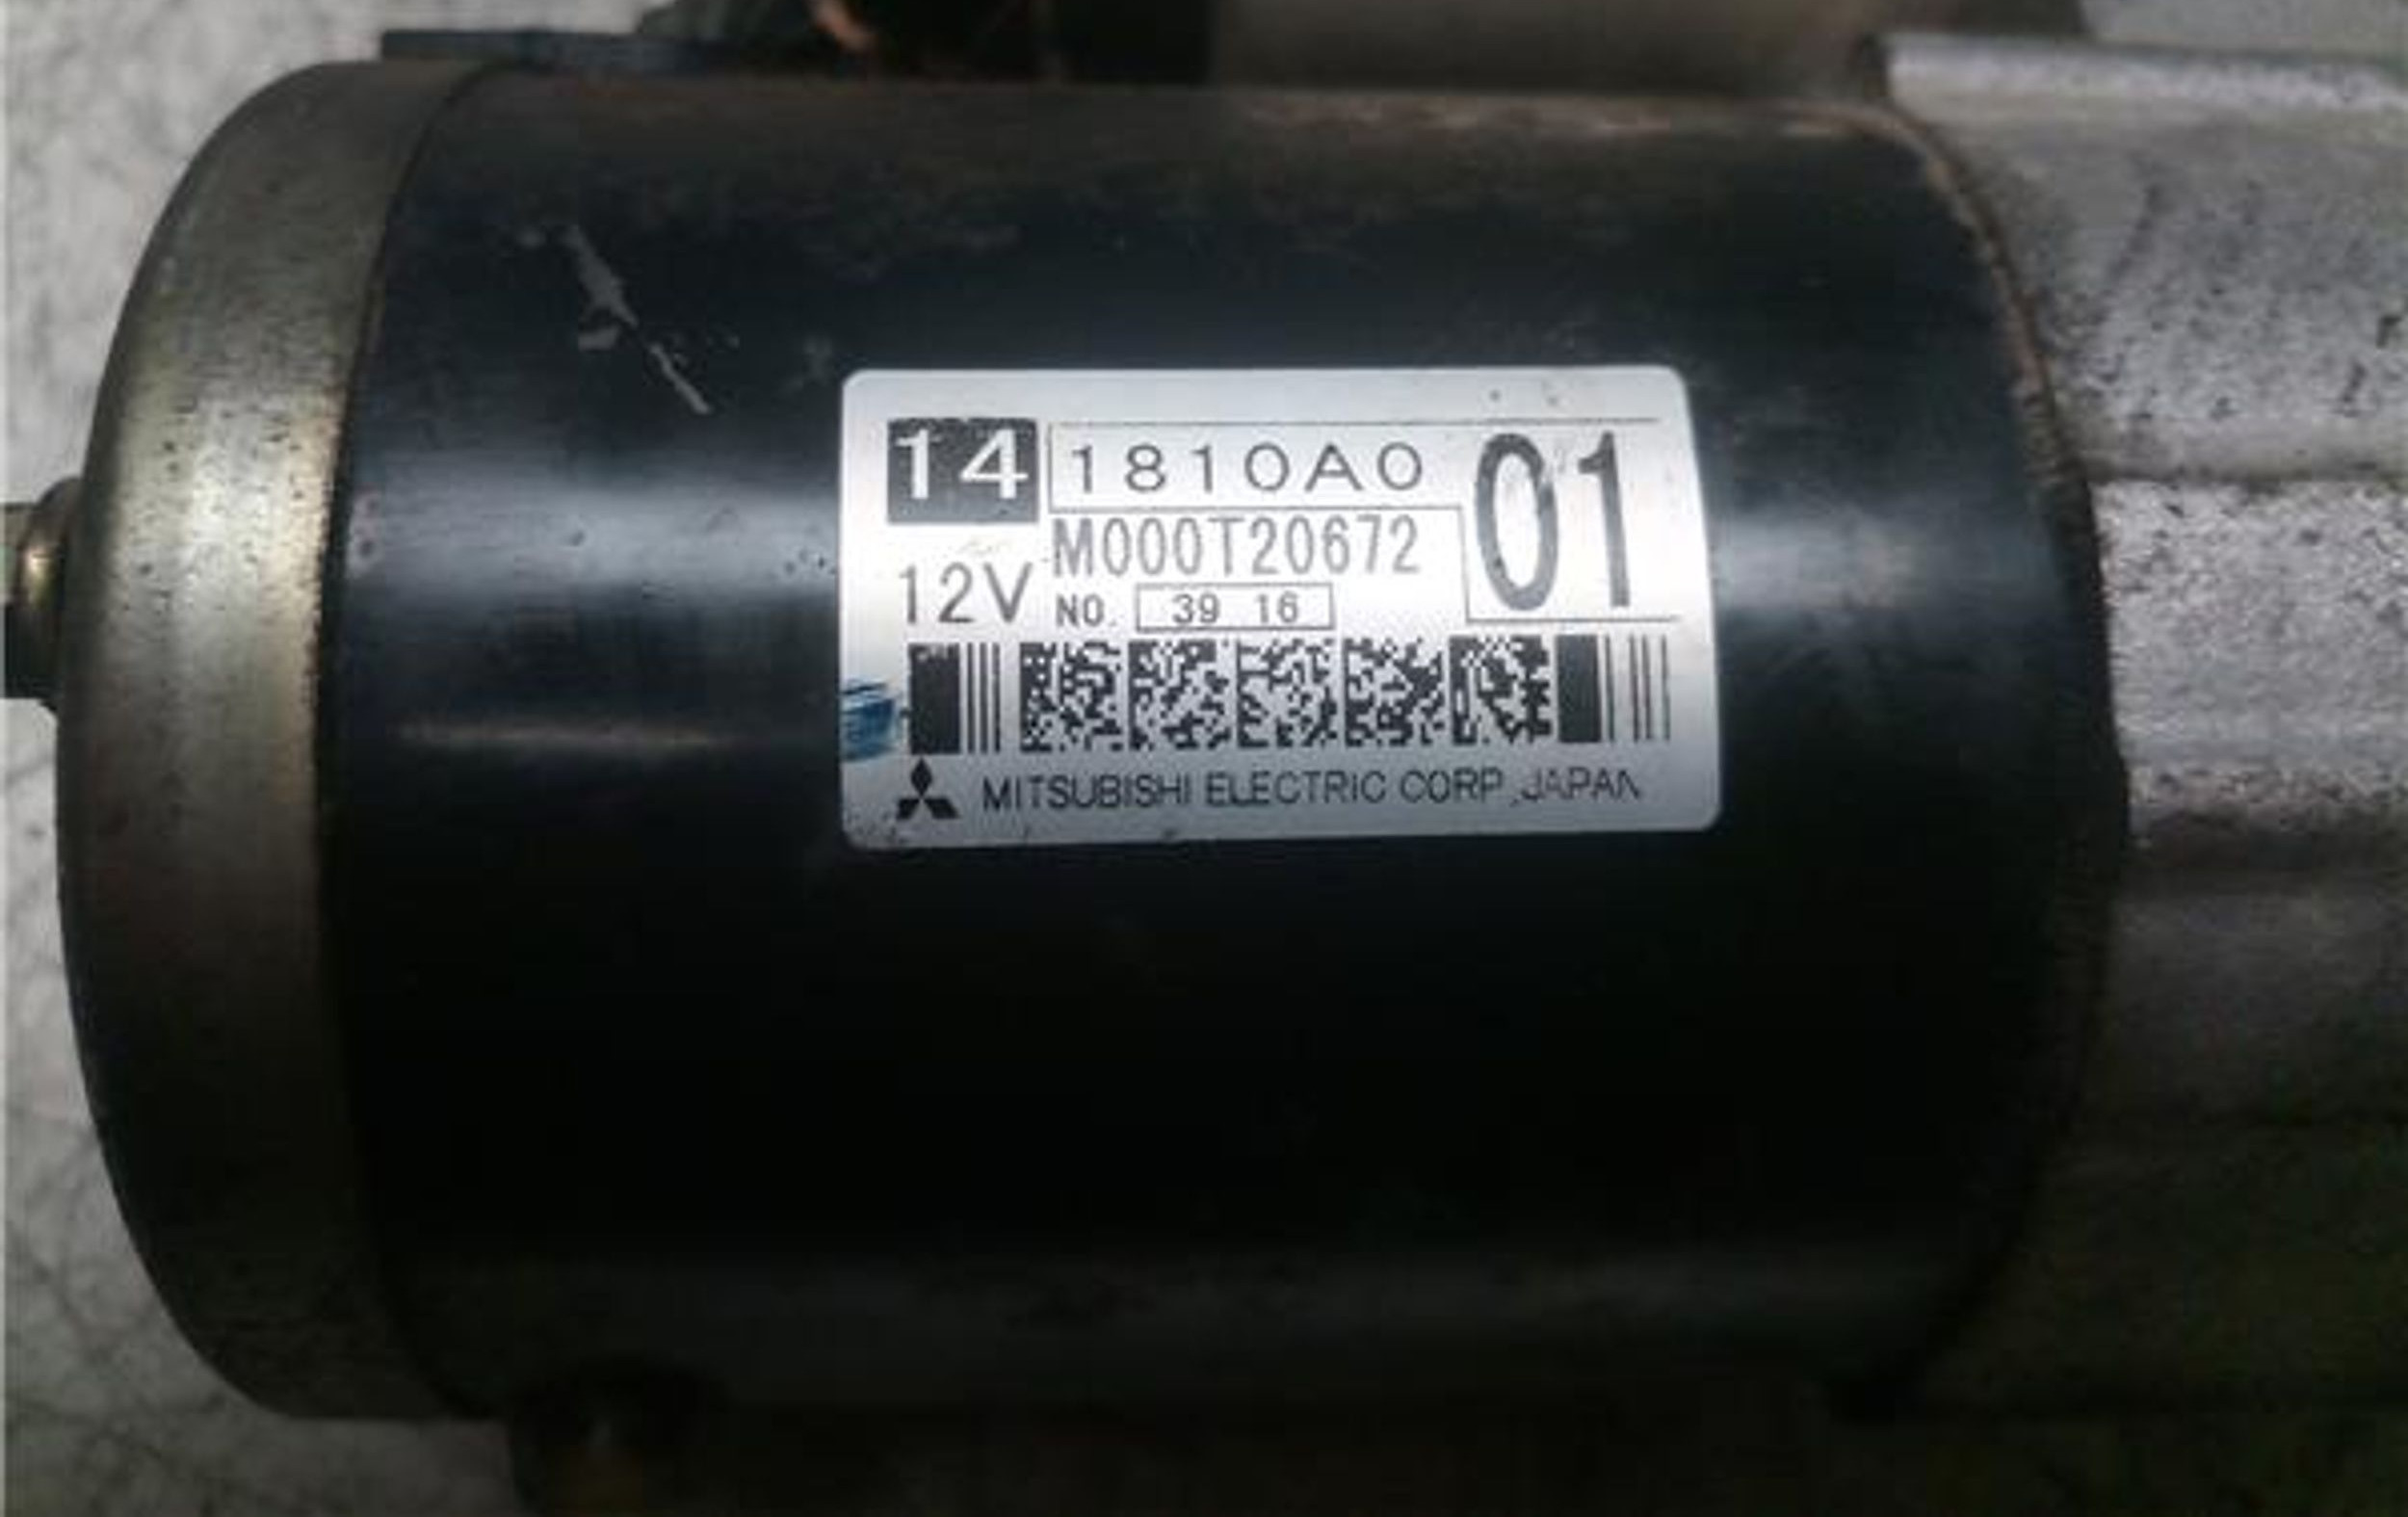 14 1810A0 01
M000T20672
12V NO. 39 16
MITSUBISHI ELECTRIC CORP. JAPAN